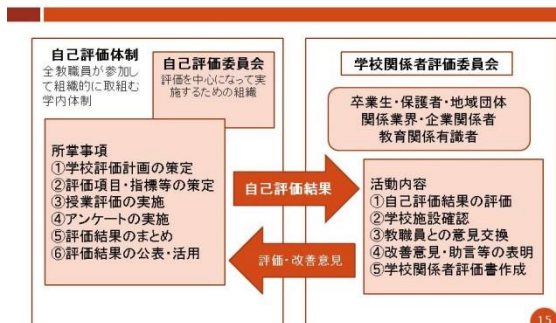 自己評価体制
全教職員が参加し
て組織的に取組む
学内体制
自己評価委員会
評価を中心になって実
施するための組織
所掌事項
①学校評価計画の策定
②評価項目・指標等の策定
③授業評価の実施
④アンケートの実施
⑤評価結果のまとめ
⑥評価結果の公表・活用
自己評価結果
評価・改善意見
学校関係者評価委員会
卒業生・保護者・地域団体
関係業界・企業関係者
教育関係有識者
活動内容
①自己評価結果の評価
②学校施設確認
③教職員との意見交換
④改善意見・助言等の表明
⑤学校関係者評価書作成
15